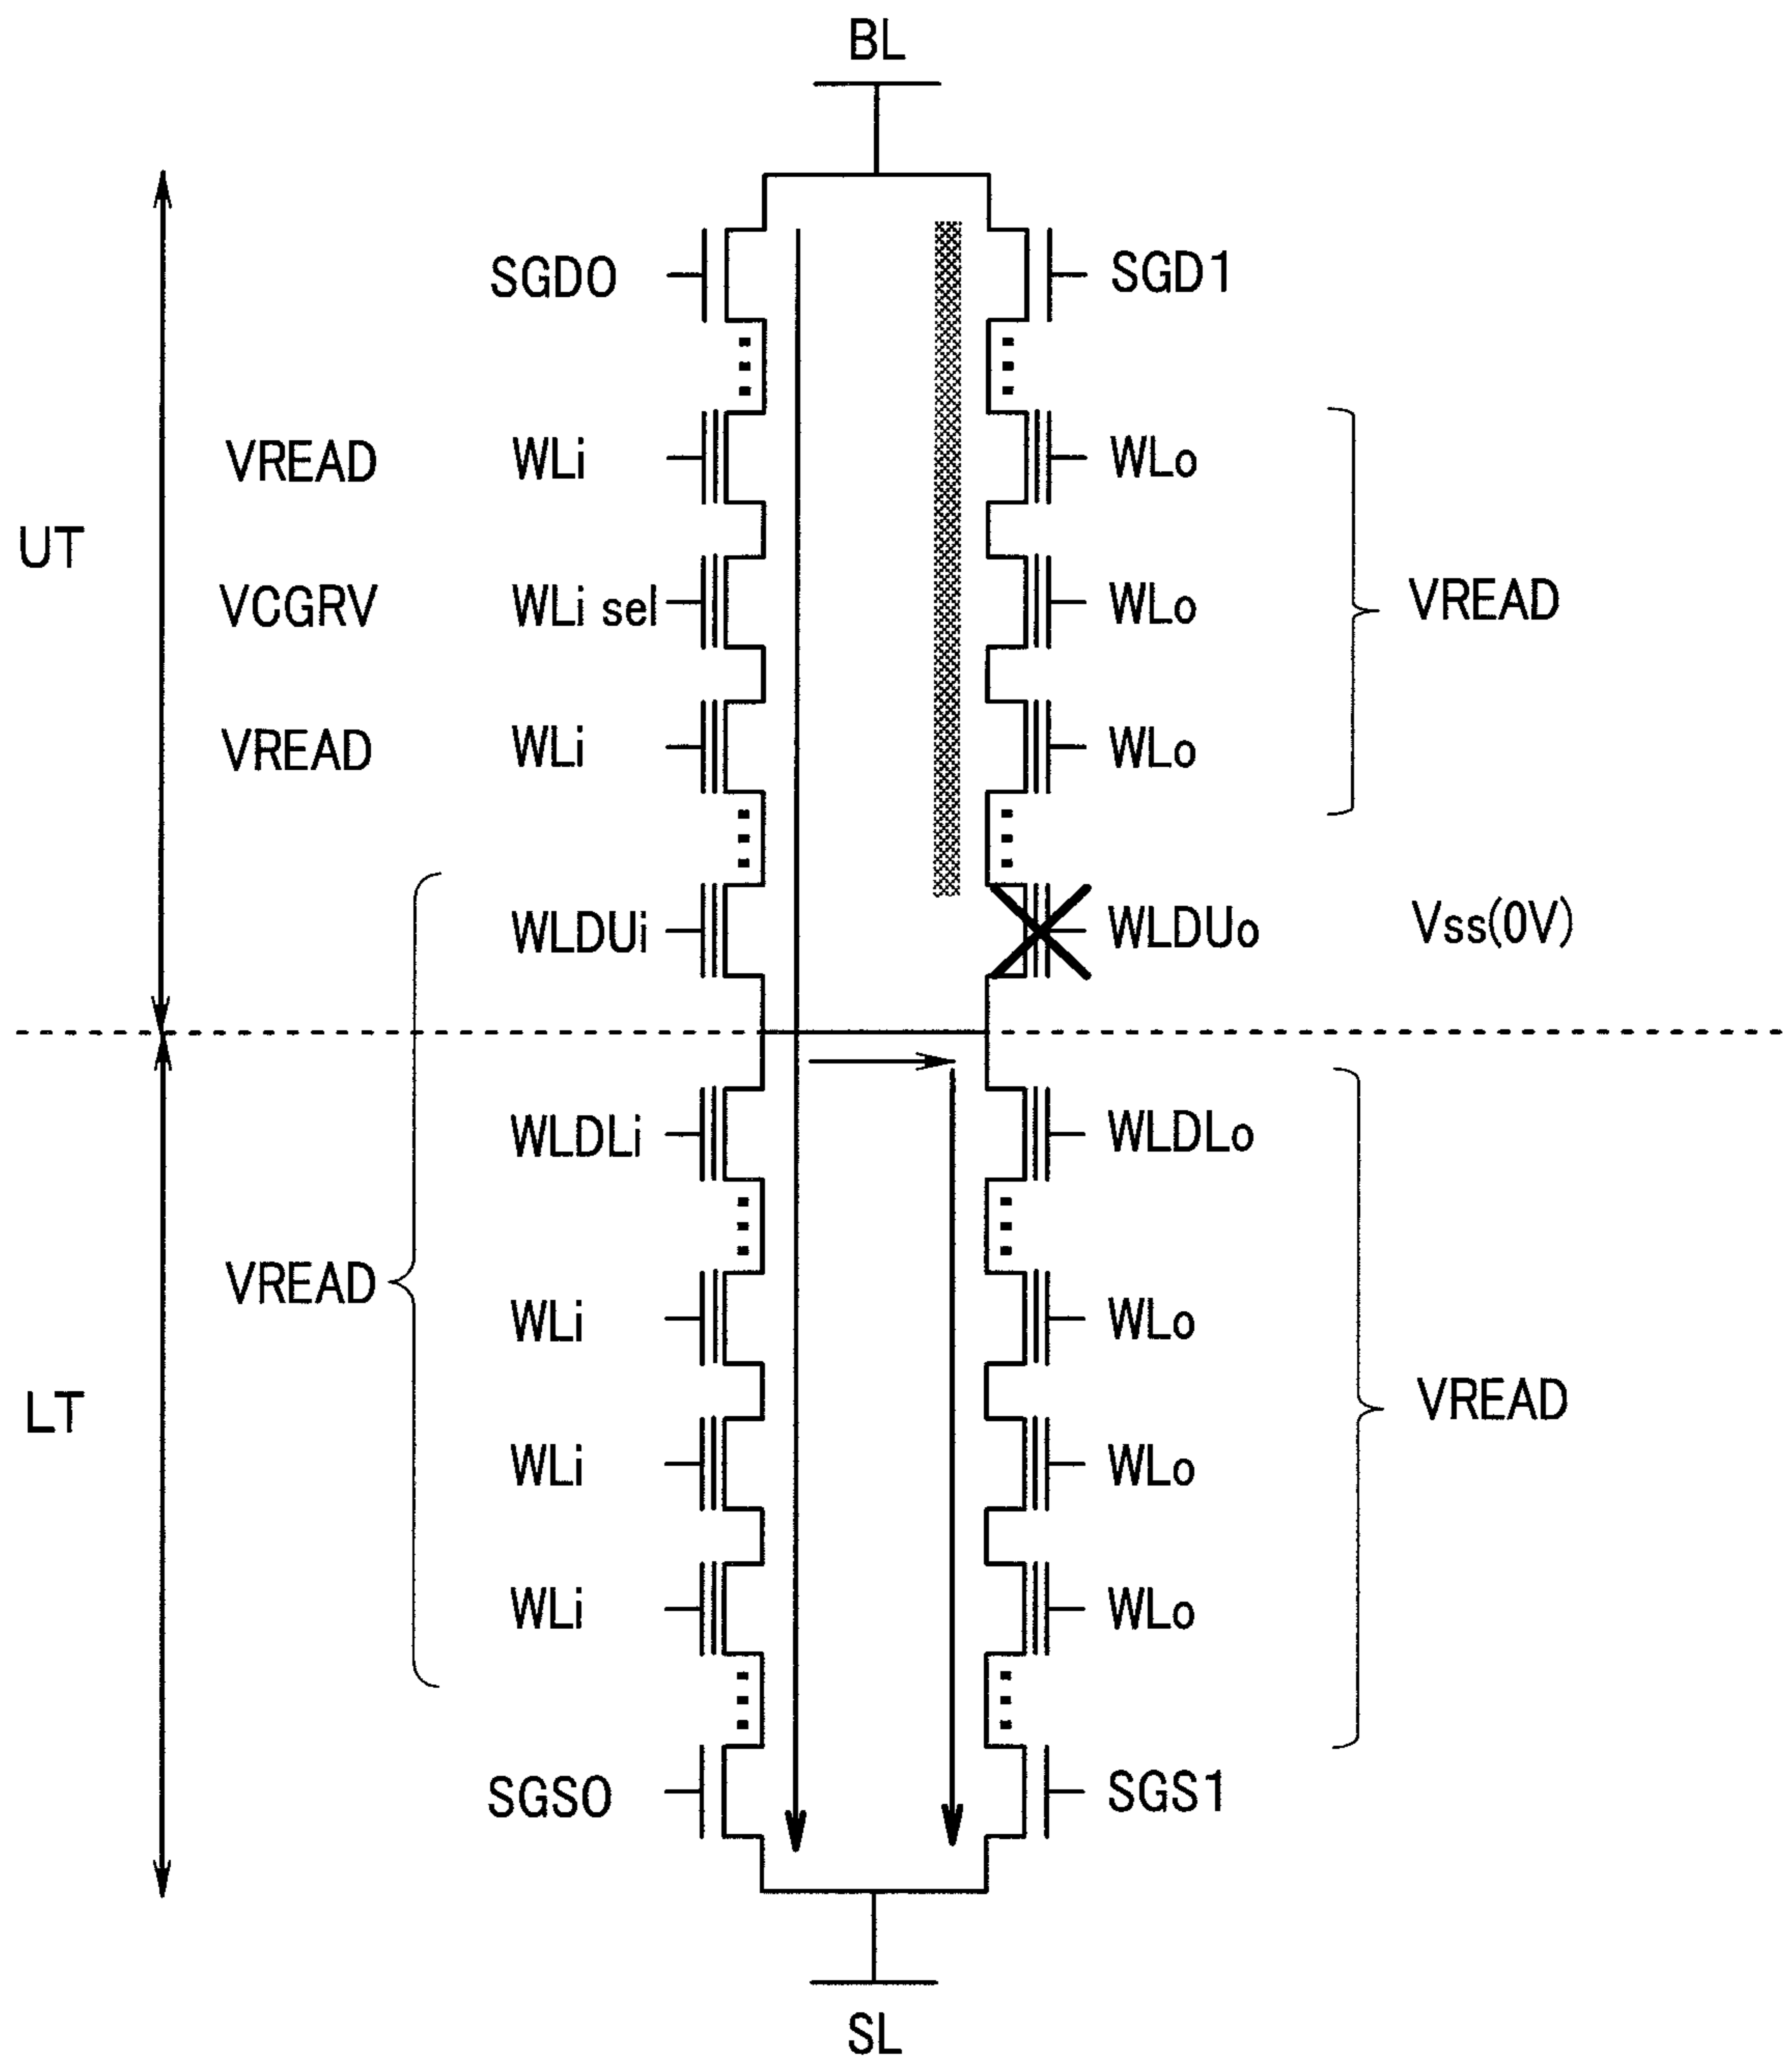 BL
SGD0 SGD1
VREAD WLi WLo
UT
VCGRV WLi sel WLo VREAD
VREAD WLi WLo
WLDUi WLDUo Vss(0V)
WLDLi WLDLo
VREAD WLi WLo
LT VREAD
WLi WLo
WLi WLo
SGS0 SGS1
SL